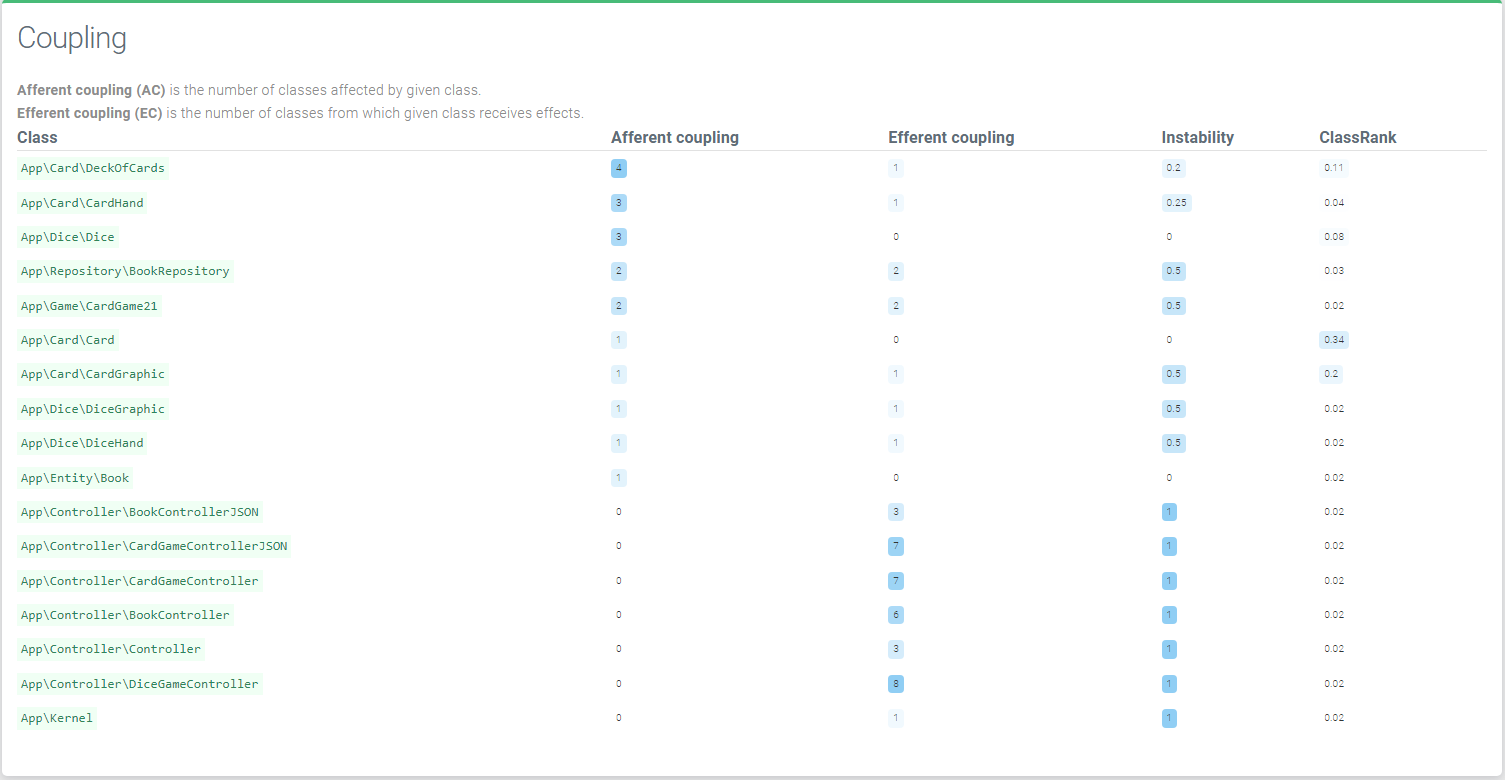 Coupling
Afferent coupling (AC) is the number of classes affected by given class.
Efferent coupling (EC) is the number of classes from which given class receives effects.
Class Afferent coupling Efferent coupling Instability ClassRank
App\Card\DeckOfCards 4 1 0.2 0.11
App\Card\CardHand 3 1 0.25 0.04
App\Dice\Dice 3 0 0 0.08
App\Repository\BookRepository 2 2 0.5 0.03
App\Game\CardGame21 2 2 0.5 0.02
App\Card\Card 1 0 0 0.34
App\Card\CardGraphic 1 1 0.5 0.2
App\Dice\DiceGraphic 1 1 0.5 0.02
App\Dice\DiceHand 1 1 0.5 0.02
App\Entity\Book 1 0 0 0.02
App\Controller\BookControllerJSON 0 3 1 0.02
App\Controller\CardGameControllerJSON 0 7 1 0.02
App\Controller\CardGameController 0 7 1 0.02
App\Controller\BookController 0 6 1 0.02
App\Controller\Controller 0 3 1 0.02
App\Controller\DiceGameController 0 8 1 0.02
App\Kernel 0 1 1 0.02